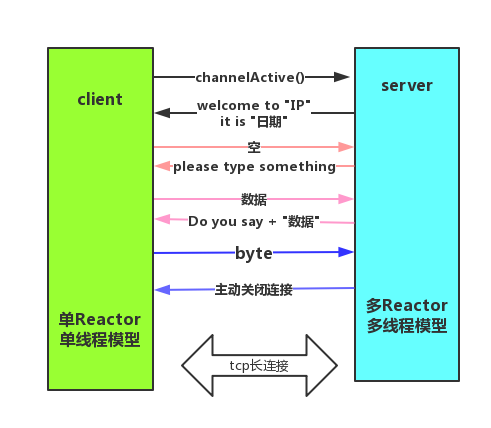 client
server
channelActive()
welcome to "IP"
it is "日期"
空
please type something
数据
Do you say + "数据"
byte
主动关闭连接
单Reactor
单线程模型
多Reactor
多线程模型
tcp长连接